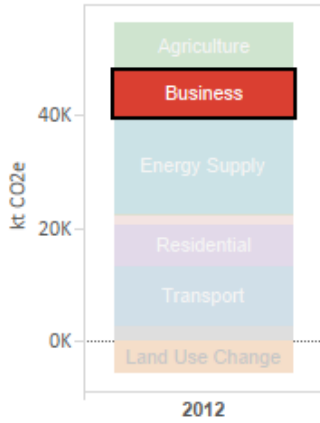 Agriculture
Business
40K
Energy Supply
kt CO2e
20K
Residential
Transport
0K
Land Use Change
2012